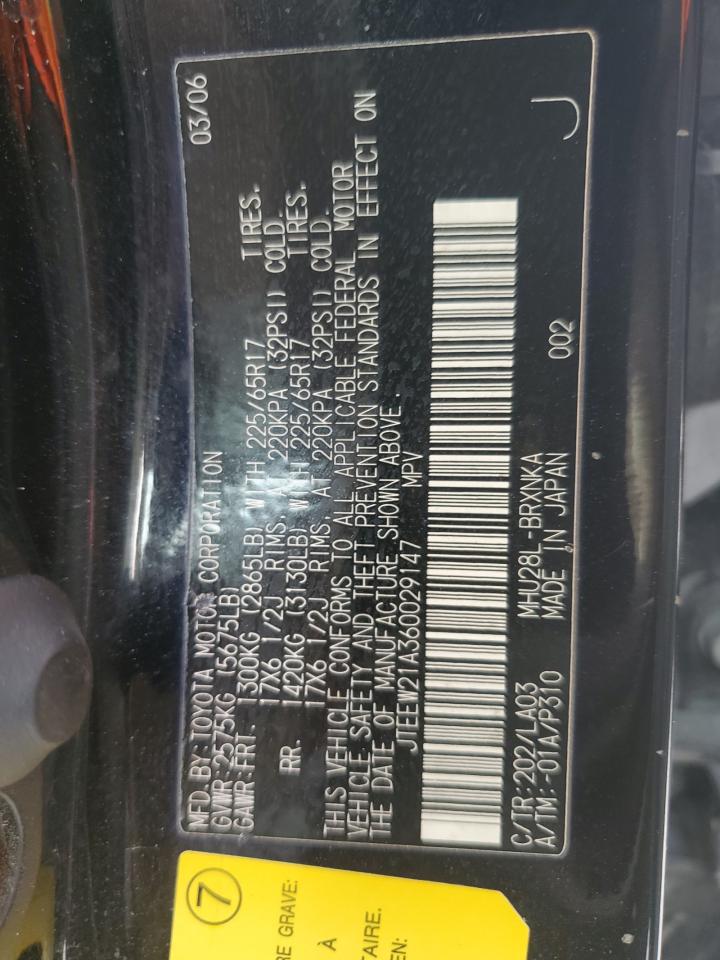 MFD. BY: TOYOTA MOTOR CORPORATION 03/06
GVWR: 2575KG (5675LB)
GAWR: FRT. 1300KG (2865LB) WITH 225/65R17 TIRES.
17X6 1/2J RIMS, AT 220KPA (32PSI) COLD.
RR. 1420KG (3130LB) WITH 225/65R17 TIRES.
17X6 1/2J RIMS, AT 220KPA (32PSI) COLD.
THIS VEHICLE CONFORMS TO ALL APPLICABLE FEDERAL MOTOR
VEHICLE SAFETY AND THEFT PREVENTION STANDARDS IN EFFECT ON
THE DATE OF MANUFACTURE SHOWN ABOVE.
JTEEW21A360029147 MPV
C/TR: 202/LA03 MHU28L-BRXNKA 002 J
A/TM: -01A/P310 MADE IN JAPAN
7
RE GRAVE:
À
TAIRE.
EN: